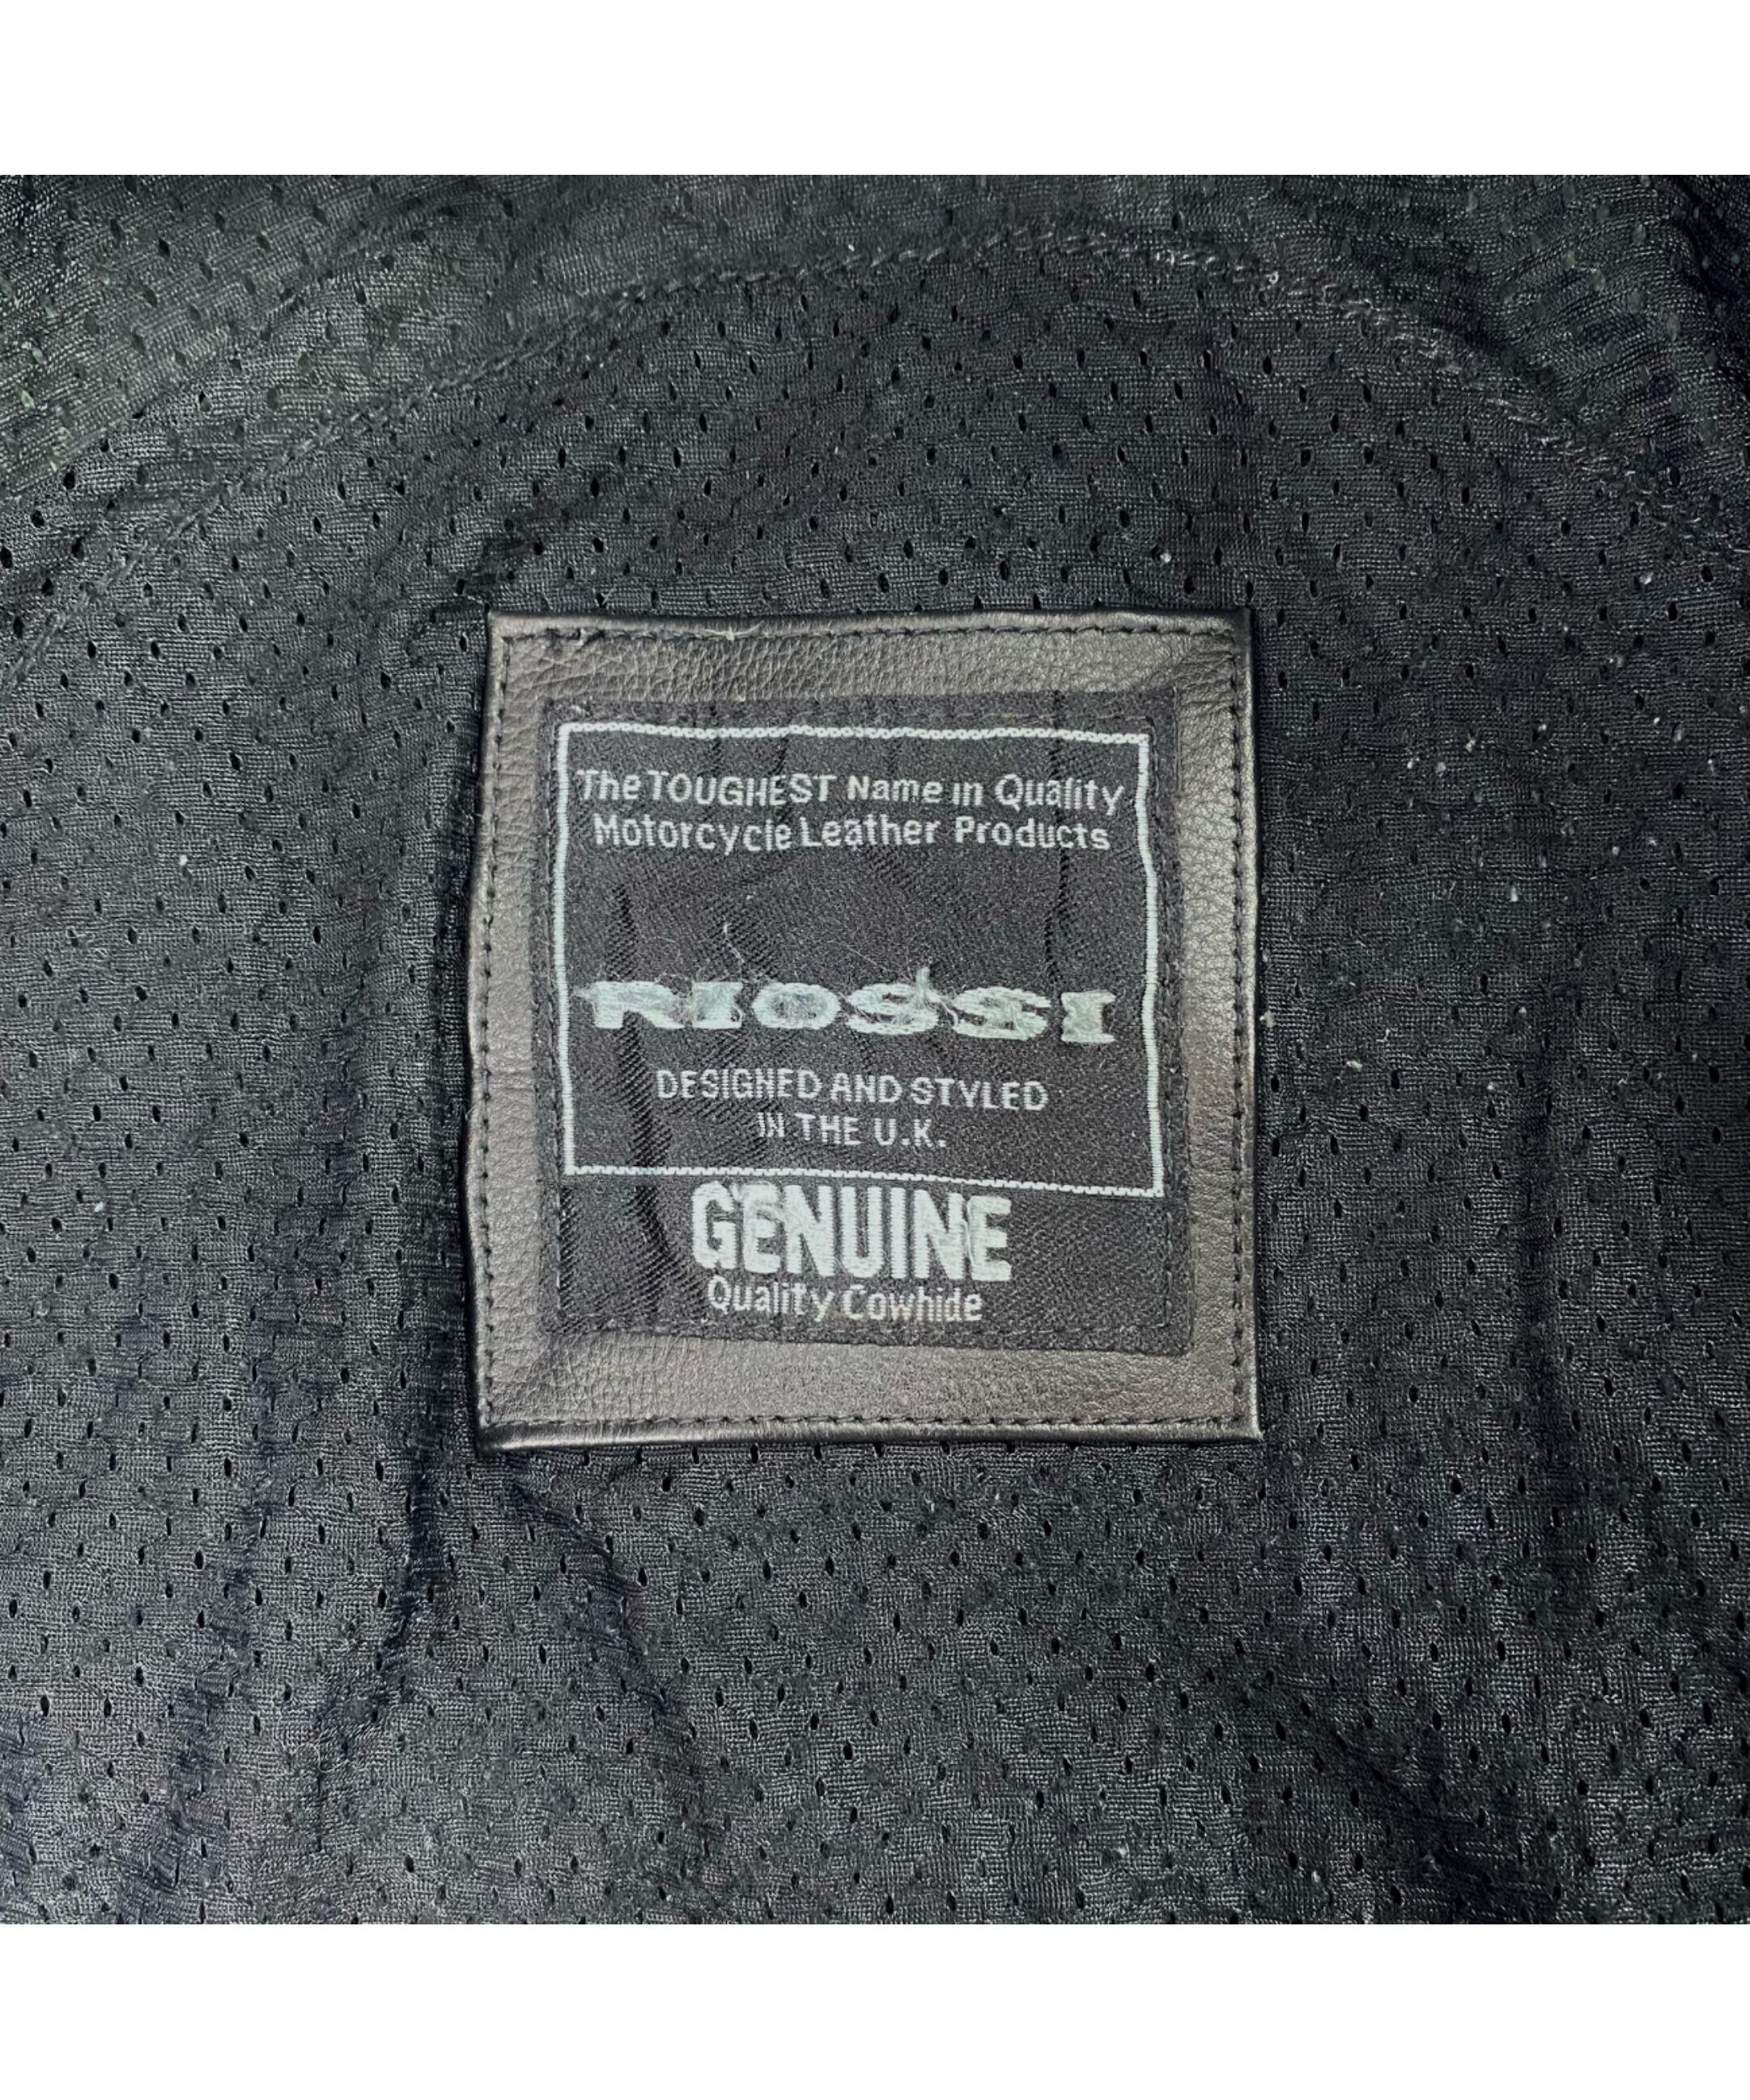 The TOUGHEST Name in Quality
Motorcycle Leather Products
RIOSSI
DESIGNED AND STYLED
IN THE U.K.
GENUINE
Quality Cowhide